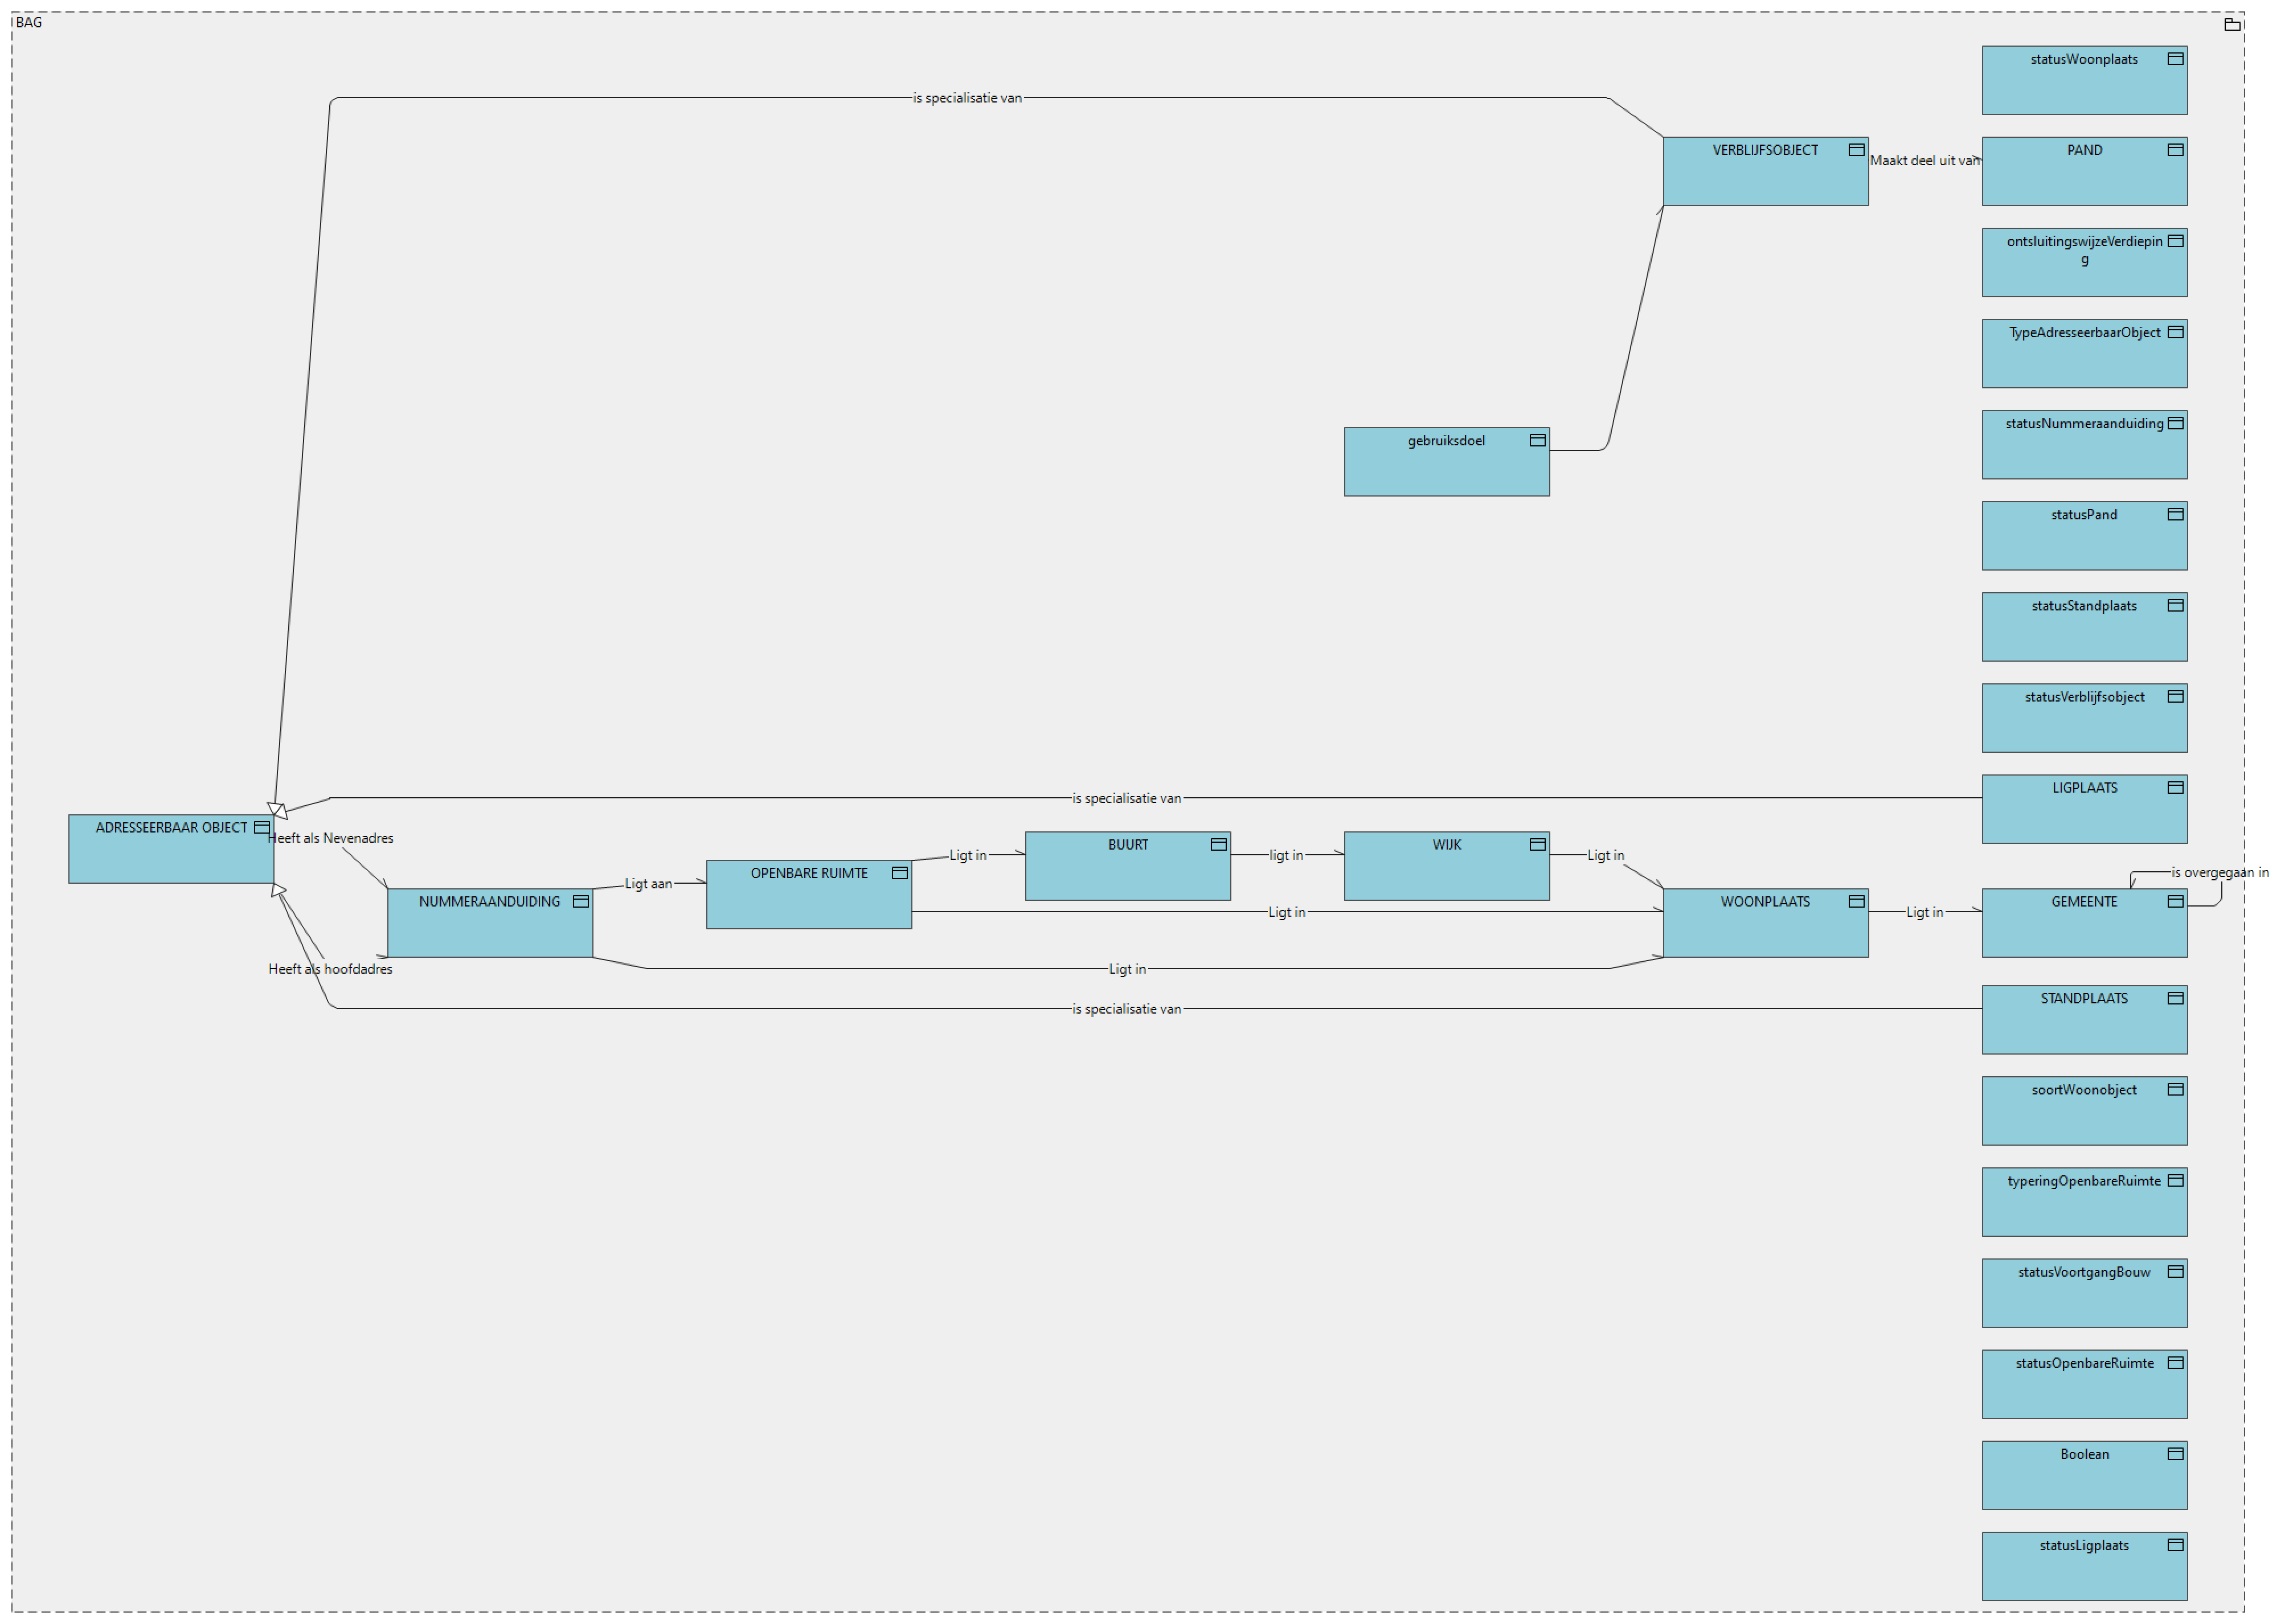 BAG
statusWoonplaats
is specialisatie van
VERBLIJFSOBJECT
Maakt deel uit van
PAND
ontsluitingswijzeVerdiepin
g
TypeAdresseerbaarObject
statusNummeraanduiding
gebruiksdoel
statusPand
statusStandplaats
statusVerblijfsobject
LIGPLAATS
is specialisatie van
ADRESSEERBAAR OBJECT
Heeft als Nevenadres
BUURT
WIJK
Ligt in
ligt in
Ligt in
OPENBARE RUIMTE
is overgegaan in
Ligt aan
NUMMERAANDUIDING
WOONPLAATS
GEMEENTE
Ligt in
Ligt in
Heeft als hoofdadres
Ligt in
STANDPLAATS
is specialisatie van
soortWoonobject
typeringOpenbareRuimte
statusVoortgangBouw
statusOpenbareRuimte
Boolean
statusLigplaats